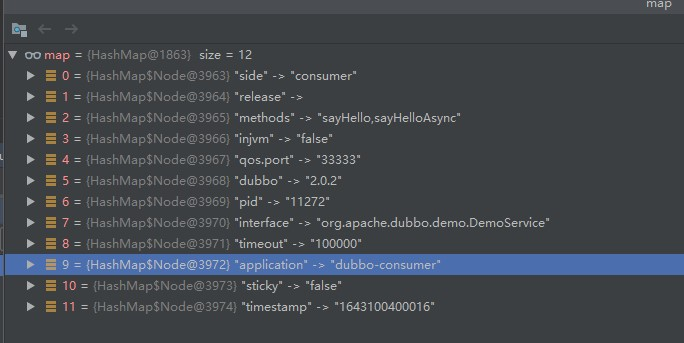 map
map = {HashMap@1863} size = 12
0 = {HashMap$Node@3963} "side" -> "consumer"
1 = {HashMap$Node@3964} "release" ->
2 = {HashMap$Node@3965} "methods" -> "sayHello,sayHelloAsync"
3 = {HashMap$Node@3966} "injvm" -> "false"
4 = {HashMap$Node@3967} "qos.port" -> "33333"
5 = {HashMap$Node@3968} "dubbo" -> "2.0.2"
6 = {HashMap$Node@3969} "pid" -> "11272"
7 = {HashMap$Node@3970} "interface" -> "org.apache.dubbo.demo.DemoService"
8 = {HashMap$Node@3971} "timeout" -> "100000"
9 = {HashMap$Node@3972} "application" -> "dubbo-consumer"
10 = {HashMap$Node@3973} "sticky" -> "false"
11 = {HashMap$Node@3974} "timestamp" -> "1643100400016"